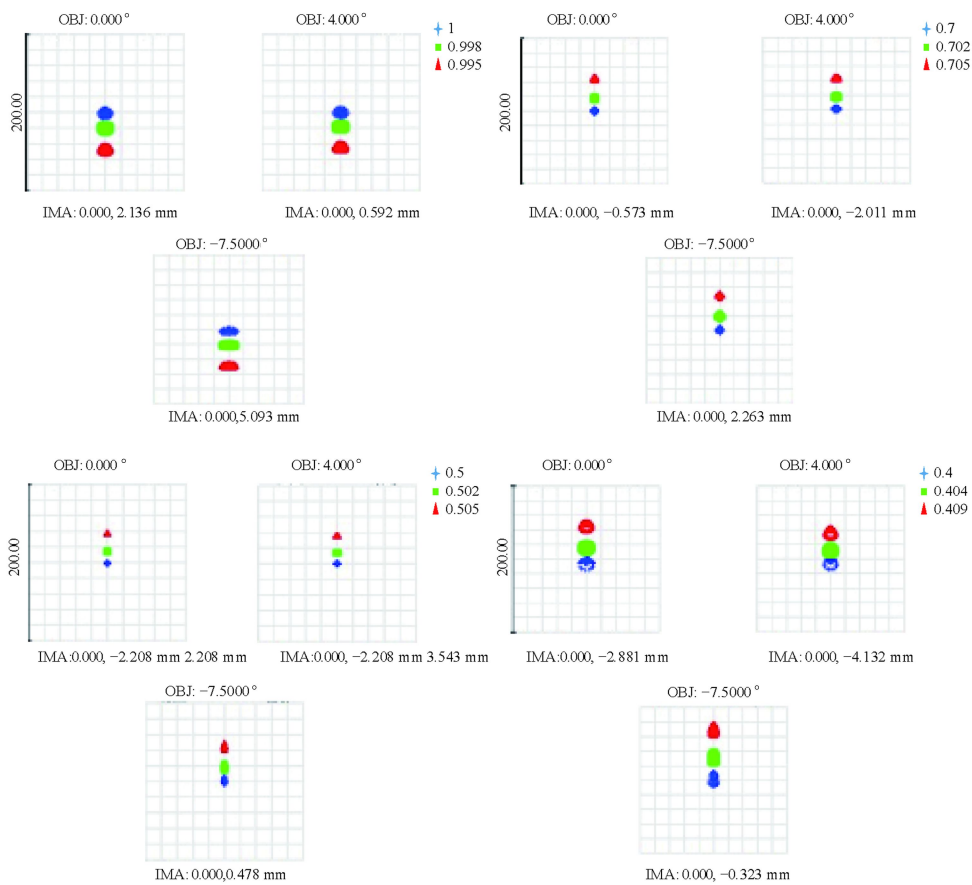 OBJ: 0.000 °
OBJ: 4.000 °
1
0.998
0.995
200.00
IMA: 0.000, 2.136 mm
IMA: 0.000, 0.592 mm
OBJ: −7.5000 °
IMA: 0.000,5.093 mm
OBJ: 0.000 °
OBJ: 4.000 °
0.7
0.702
0.705
200.00
IMA: 0.000, −0.573 mm
IMA: 0.000, −2.011 mm
OBJ: −7.5000 °
IMA: 0.000, 2.263 mm
OBJ: 0.000 °
OBJ: 4.000 °
0.5
0.502
0.505
200.00
IMA: 0.000, −2.208 mm 2.208 mm
IMA: 0.000, −2.208 mm 3.543 mm
OBJ: −7.5000 °
IMA: 0.000,0.478 mm
OBJ: 0.000 °
OBJ: 4.000 °
0.4
0.404
0.409
200.00
IMA: 0.000, −2.881 mm
IMA: 0.000, −4.132 mm
OBJ: −7.5000 °
IMA: 0.000, −0.323 mm